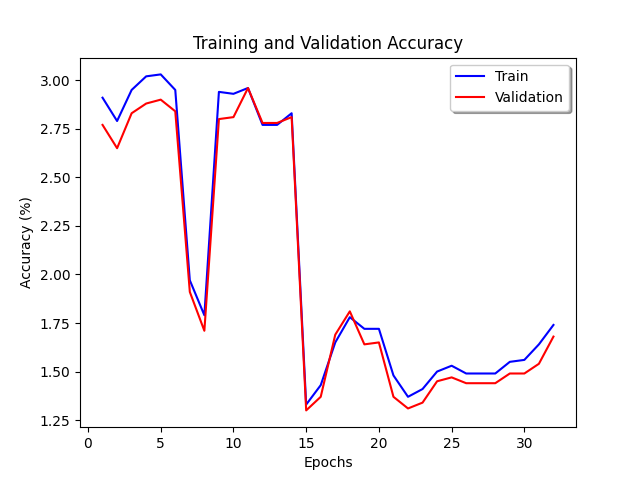 Training and Validation Accuracy
Train
Validation
3.00
2.75
2.50
2.25
2.00
1.75
1.50
1.25
Accuracy (%)
0 5 10 15 20 25 30
Epochs